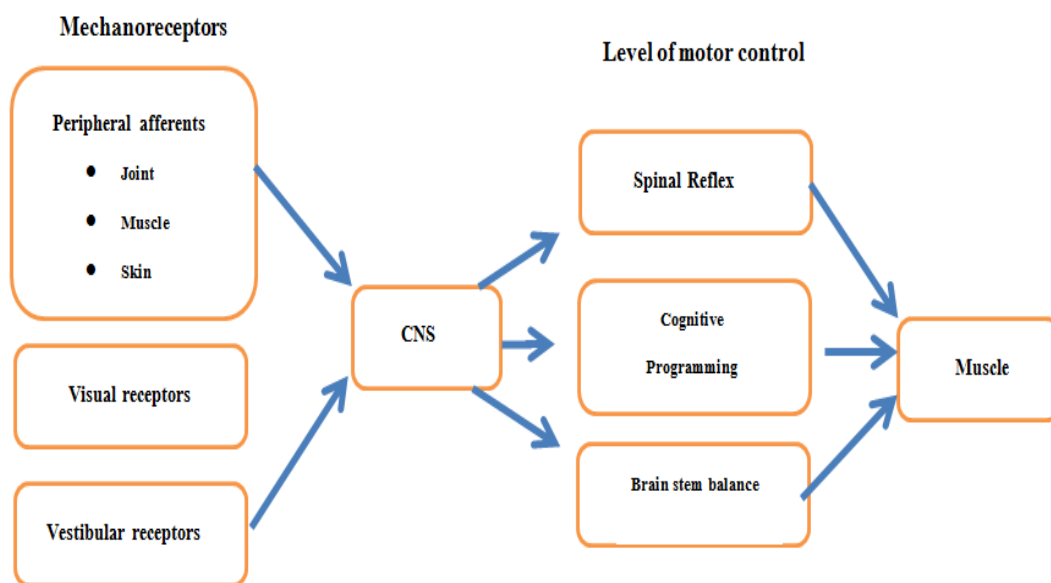 Mechanoreceptors
Peripheral afferents
● Joint
● Muscle
● Skin
Visual receptors
Vestibular receptors
CNS
Level of motor control
Spinal Reflex
Cognitive
Programming
Brain stem balance
Muscle